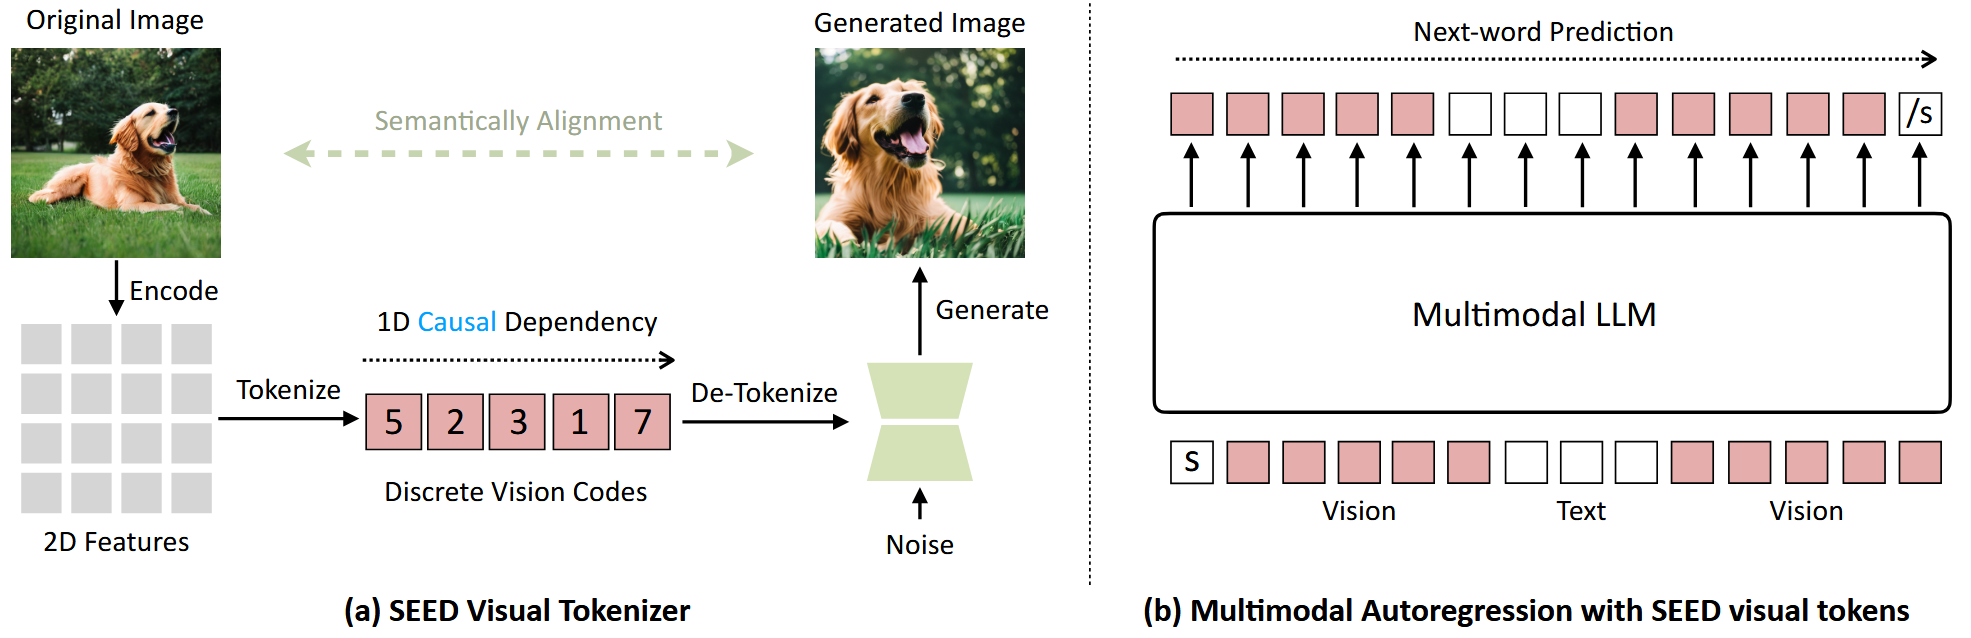 Original Image
Generated Image
Semantically Alignment
Encode
2D Features
Tokenize
1D Causal Dependency
5 2 3 1 7
Discrete Vision Codes
De-Tokenize
Generate
Noise
(a) SEED Visual Tokenizer
Next-word Prediction
/s
Multimodal LLM
S
Vision
Text
Vision
(b) Multimodal Autoregression with SEED visual tokens